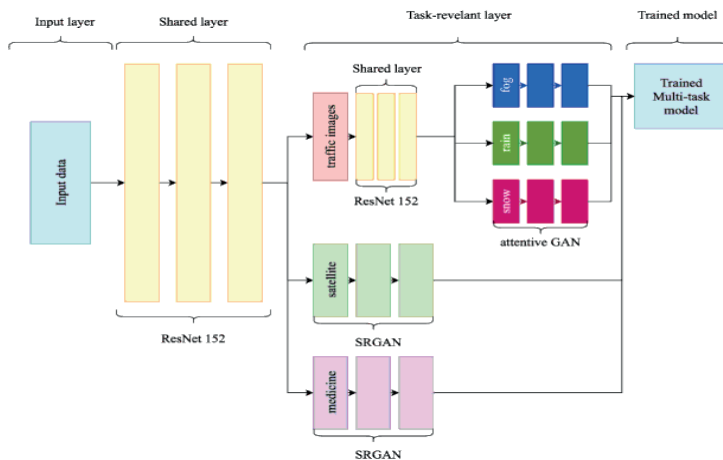 Input layer
Shared layer
Task-revelant layer
Trained model
Input data
ResNet 152
traffic images
Shared layer
ResNet 152
fog
rain
snow
attentive GAN
satellite
SRGAN
medicine
SRGAN
Trained
Multi-task
model